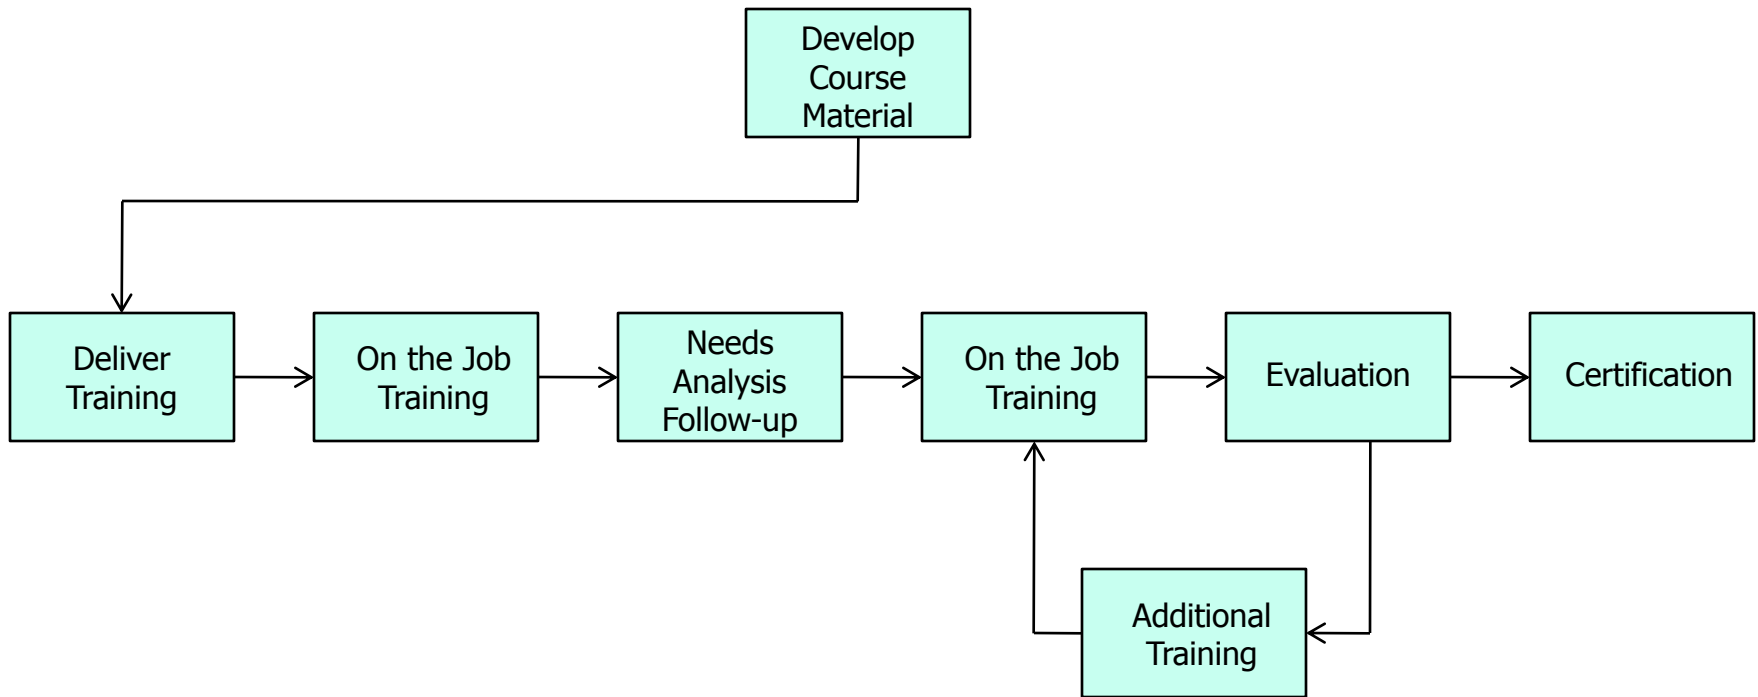 Develop
Course
Material
Deliver
Training
On the Job
Training
Needs
Analysis
Follow-up
On the Job
Training
Evaluation
Certification
Additional
Training